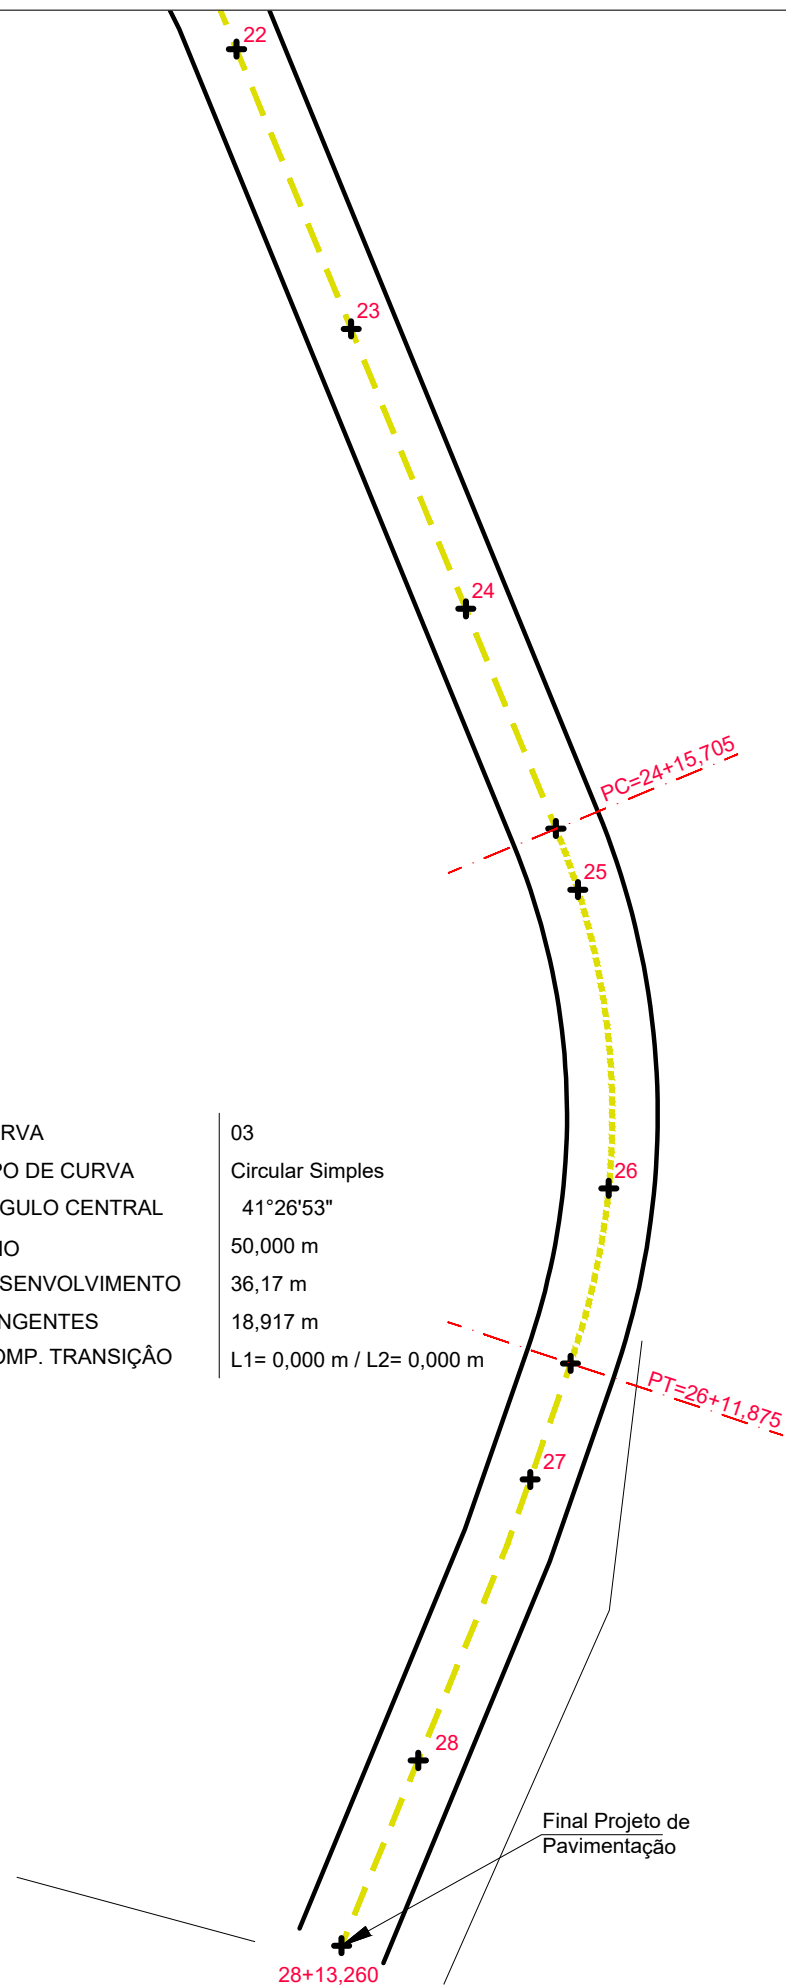 22
23
24
PC=24+15,705
25
RVA 03
PO DE CURVA Circular Simples
GULO CENTRAL 41°26'53"
IO 50,000 m
SENVOLVIMENTO 36,17 m
NGENTES 18,917 m
OMP. TRANSIÇÂO L1= 0,000 m / L2= 0,000 m
26
PT=26+11,875
27
28
Final Projeto de
Pavimentação
28+13,260